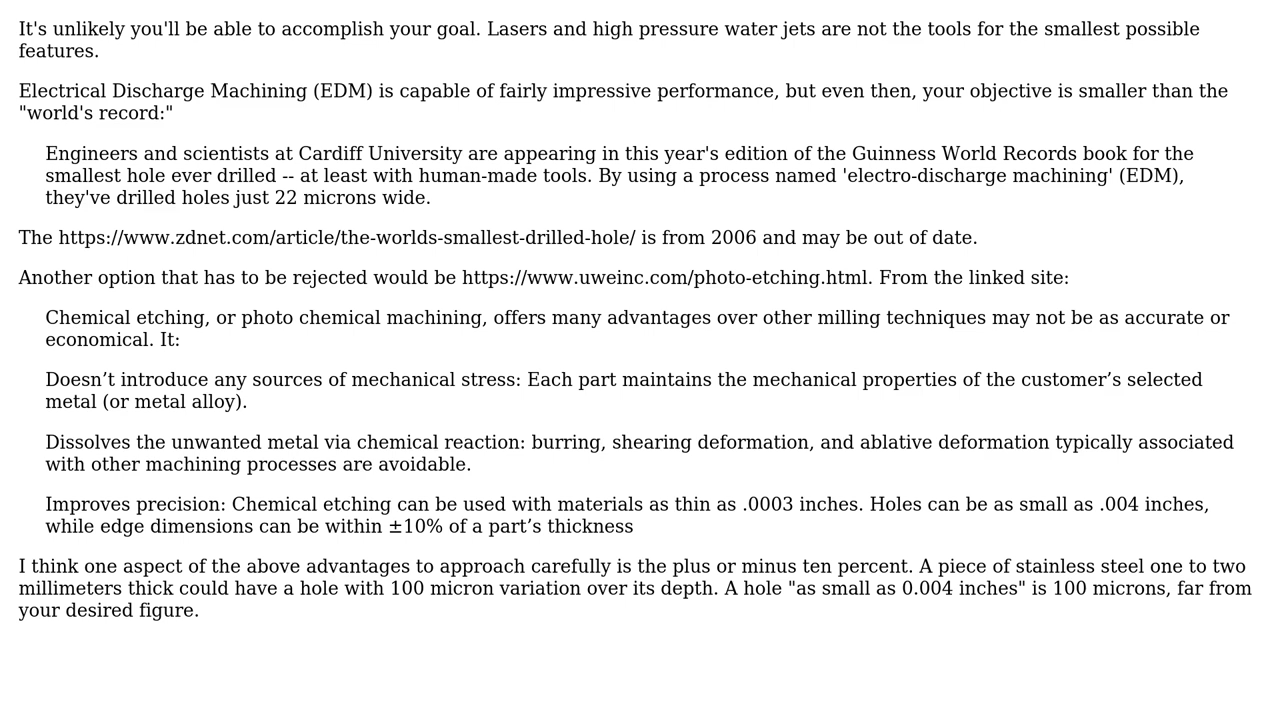 It's unlikely you'll be able to accomplish your goal. Lasers and high pressure water jets are not the tools for the smallest possible
features.
Electrical Discharge Machining (EDM) is capable of fairly impressive performance, but even then, your objective is smaller than the
"world's record:"
Engineers and scientists at Cardiff University are appearing in this year's edition of the Guinness World Records book for the
smallest hole ever drilled -- at least with human-made tools. By using a process named 'electro-discharge machining' (EDM),
they've drilled holes just 22 microns wide.
The https://www.zdnet.com/article/the-worlds-smallest-drilled-hole/ is from 2006 and may be out of date.
Another option that has to be rejected would be https://www.uweinc.com/photo-etching.html. From the linked site:
Chemical etching, or photo chemical machining, offers many advantages over other milling techniques may not be as accurate or
economical. It:
Doesn’t introduce any sources of mechanical stress: Each part maintains the mechanical properties of the customer’s selected
metal (or metal alloy).
Dissolves the unwanted metal via chemical reaction: burring, shearing deformation, and ablative deformation typically associated
with other machining processes are avoidable.
Improves precision: Chemical etching can be used with materials as thin as .0003 inches. Holes can be as small as .004 inches,
while edge dimensions can be within ±10% of a part’s thickness
I think one aspect of the above advantages to approach carefully is the plus or minus ten percent. A piece of stainless steel one to two
millimeters thick could have a hole with 100 micron variation over its depth. A hole "as small as 0.004 inches" is 100 microns, far from
your desired figure.